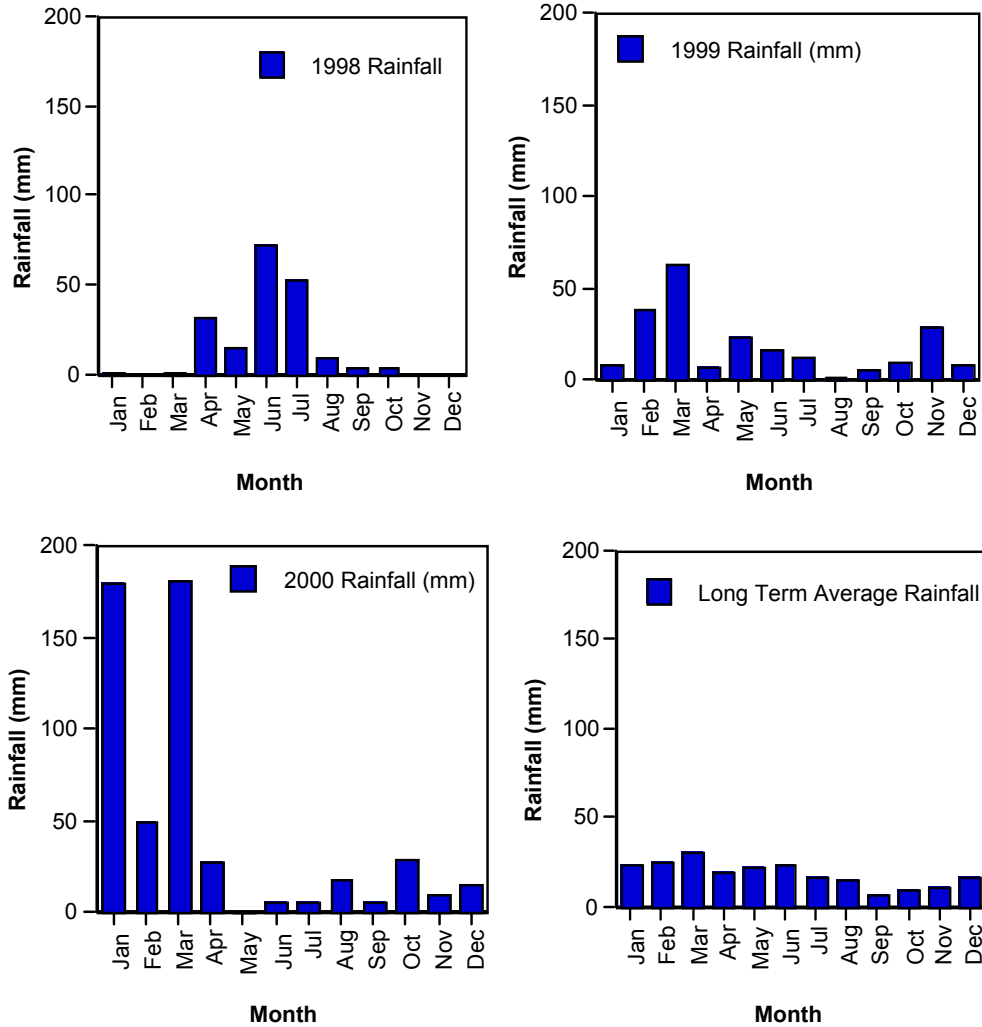 200
150
100
50
0
Rainfall (mm)
1998 Rainfall
Jan Feb Mar Apr May Jun Jul Aug Sep Oct Nov Dec
Month
200
150
100
50
0
Rainfall (mm)
1999 Rainfall (mm)
Jan Feb Mar Apr May Jun Jul Aug Sep Oct Nov Dec
Month
200
150
100
50
0
Rainfall (mm)
2000 Rainfall (mm)
Jan Feb Mar Apr May Jun Jul Aug Sep Oct Nov Dec
Month
200
150
100
50
0
Rainfall (mm)
Long Term Average Rainfall
Jan Feb Mar Apr May Jun Jul Aug Sep Oct Nov Dec
Month